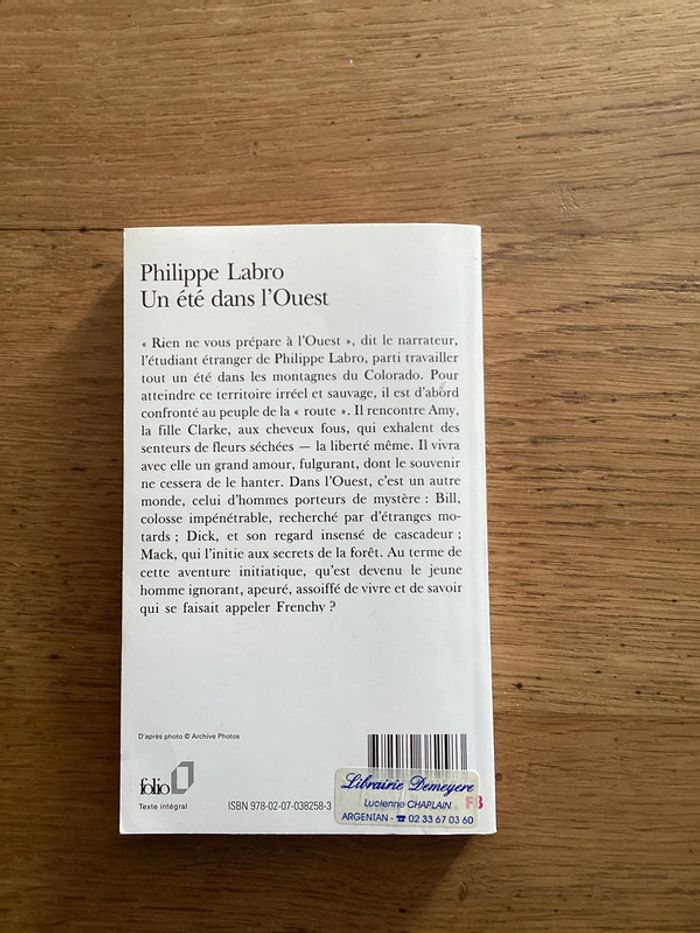 Philippe Labro
Un été dans l'Ouest
« Rien ne vous prépare à l'Ouest », dit le narrateur,
l'étudiant étranger de Philippe Labro, parti travailler
tout un été dans les montagnes du Colorado. Pour
atteindre ce territoire irréel et sauvage, il est d'abord
confronté au peuple de la « route ». Il rencontre Amy,
la fille Clarke, aux cheveux fous, qui exhalent des
senteurs de fleurs séchées — la liberté même. Il vivra
avec elle un grand amour, fulgurant, dont le souvenir
ne cessera de le hanter. Dans l'Ouest, c'est un autre
monde, celui d'hommes porteurs de mystère : Bill,
colosse impénétrable, recherché par d'étranges mo-
tards ; Dick, et son regard insensé de cascadeur ;
Mack, qui l'initie aux secrets de la forêt. Au terme de
cette aventure initiatique, qu'est devenu le jeune
homme ignorant, apeuré, assoiffé de vivre et de savoir
qui se faisait appeler Frenchy ?
D'après photo © Archive Photos
folio
Texte intégral
ISBN 978-2-07-038258-3
Librairie Demeyere
Lucienne CHAPLAIN
ARGENTAN - ☎ 02 33 67 03 60